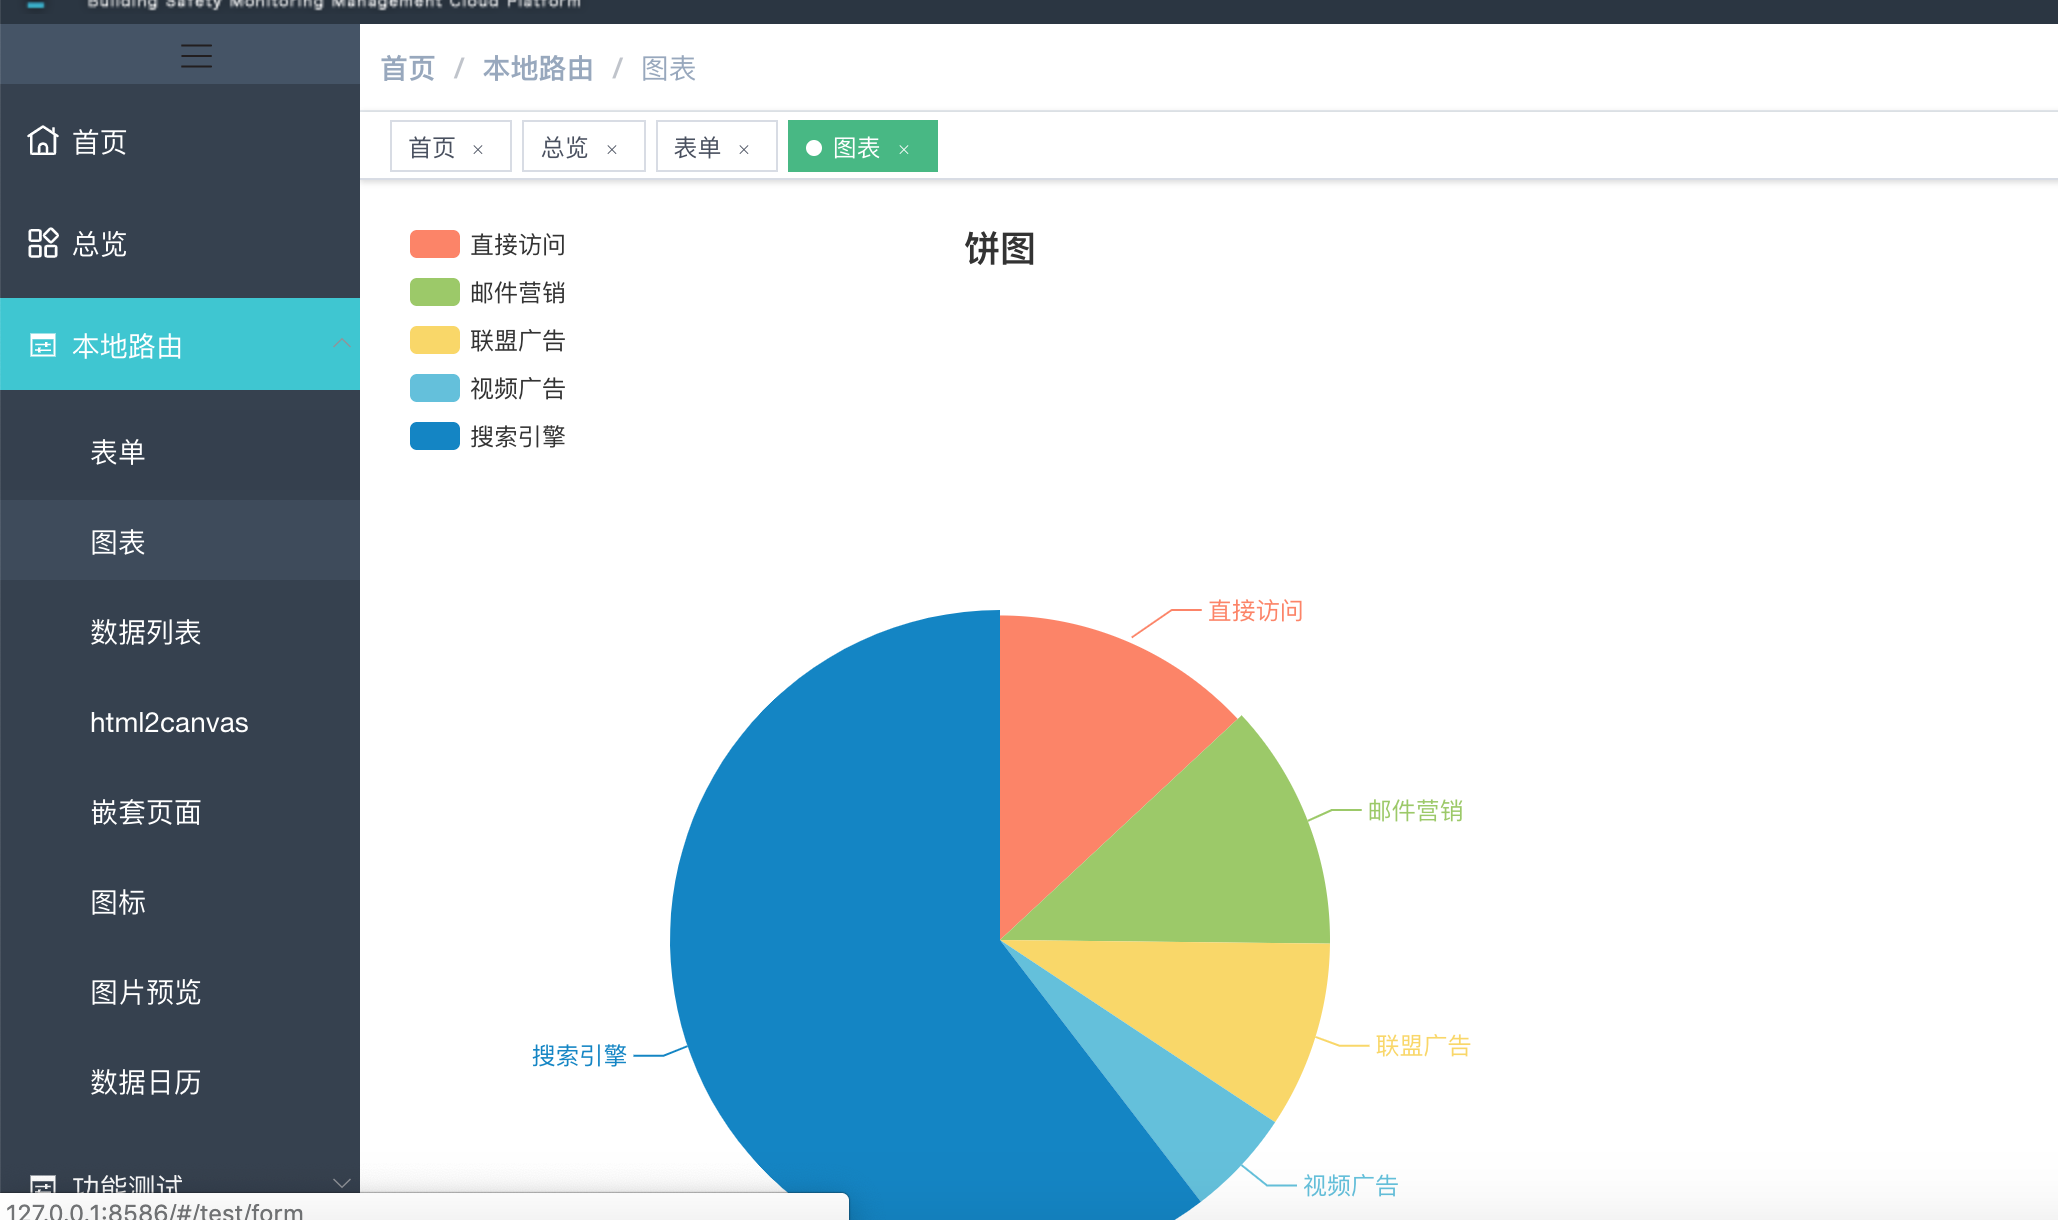 Building Safety Monitoring Management Cloud Platform
首页 / 本地路由 / 图表
首页 × 总览 × 表单 × 图表 ×
首页
总览
本地路由
表单
图表
数据列表
html2canvas
嵌套页面
图标
图片预览
数据日历
功能测试
饼图
直接访问
邮件营销
联盟广告
视频广告
搜索引擎
直接访问
邮件营销
联盟广告
视频广告
搜索引擎
127.0.0.1:8586/#/test/form